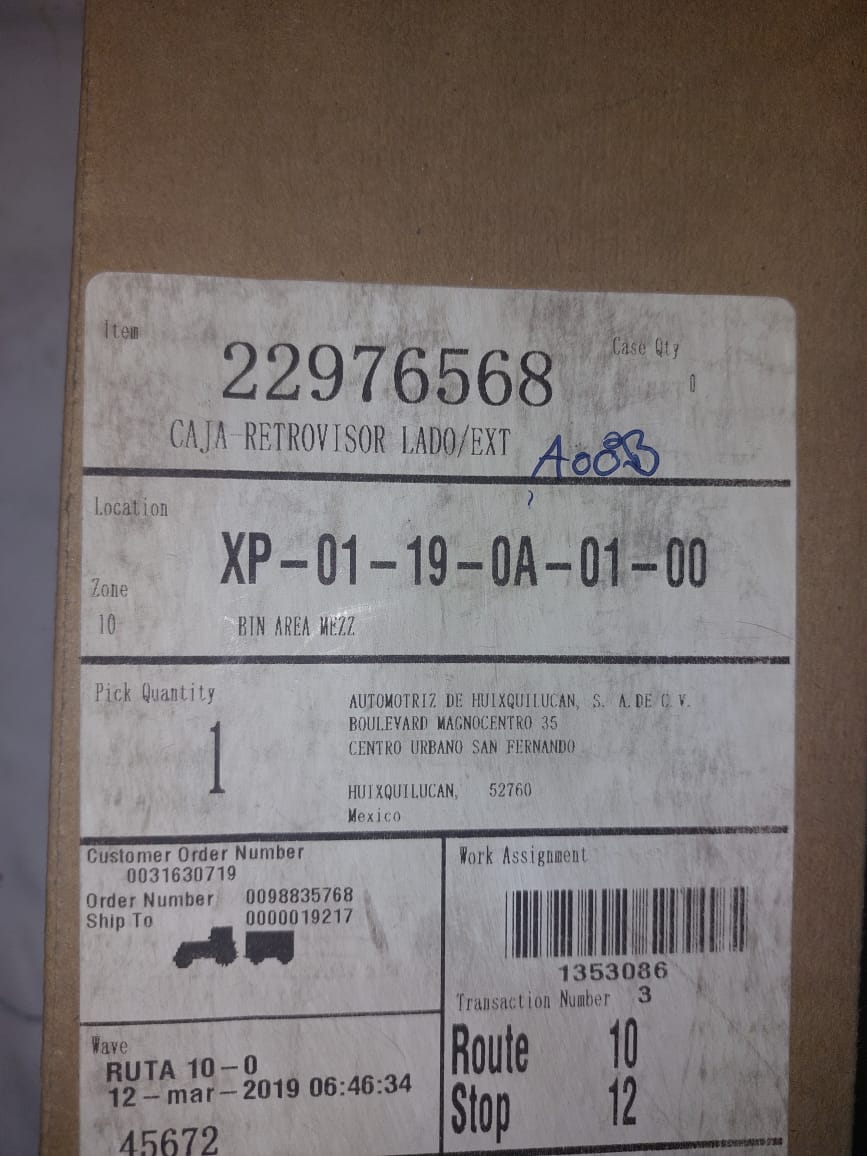 Item
Case Qty
22976568
0
CAJA-RETROVISOR LADO/EXT
A083
Location
XP-01-19-0A-01-00
Zone
10
BIN AREA MEZZ
Pick Quantity
1
AUTOMOTRIZ DE HUIXQUILUCAN, S. A. DE C. V.
BOULEVARD MAGNOCENTRO 35
CENTRO URBANO SAN FERNANDO
HUIXQUILUCAN, 52760
Mexico
Customer Order Number
0031630719
Order Number 0098835768
Ship To 0000019217
Work Assignment
1353086
Transaction Number 3
Wave
RUTA 10-0
12-mar-2019 06:46:34
45672
Route 10
Stop 12